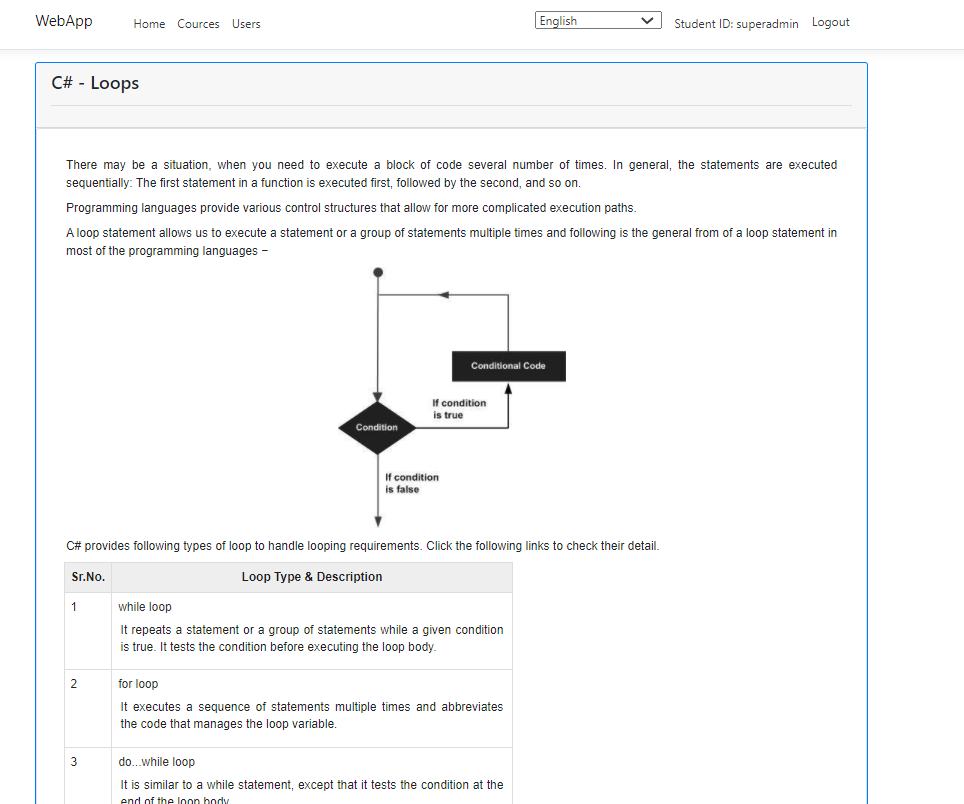 WebApp Home Cources Users English Student ID: superadmin Logout
C# - Loops
There may be a situation, when you need to execute a block of code several number of times. In general, the statements are executed
sequentially: The first statement in a function is executed first, followed by the second, and so on.
Programming languages provide various control structures that allow for more complicated execution paths.
A loop statement allows us to execute a statement or a group of statements multiple times and following is the general from of a loop statement in
most of the programming languages −
Conditional Code
If condition
is true
Condition
If condition
is false
C# provides following types of loop to handle looping requirements. Click the following links to check their detail.
Sr.No. Loop Type & Description
1 while loop
It repeats a statement or a group of statements while a given condition
is true. It tests the condition before executing the loop body.
2 for loop
It executes a sequence of statements multiple times and abbreviates
the code that manages the loop variable.
3 do...while loop
It is similar to a while statement, except that it tests the condition at the
end of the loop body